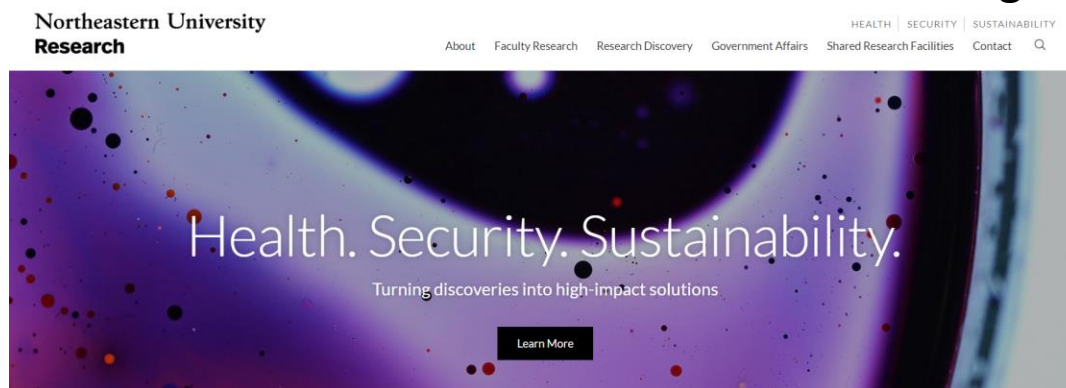 Northeastern University
Research
HEALTH SECURITY SUSTAINABILITY
About Faculty Research Research Discovery Government Affairs Shared Research Facilities Contact
Health. Security. Sustainability.
Turning discoveries into high-impact solutions
Learn More